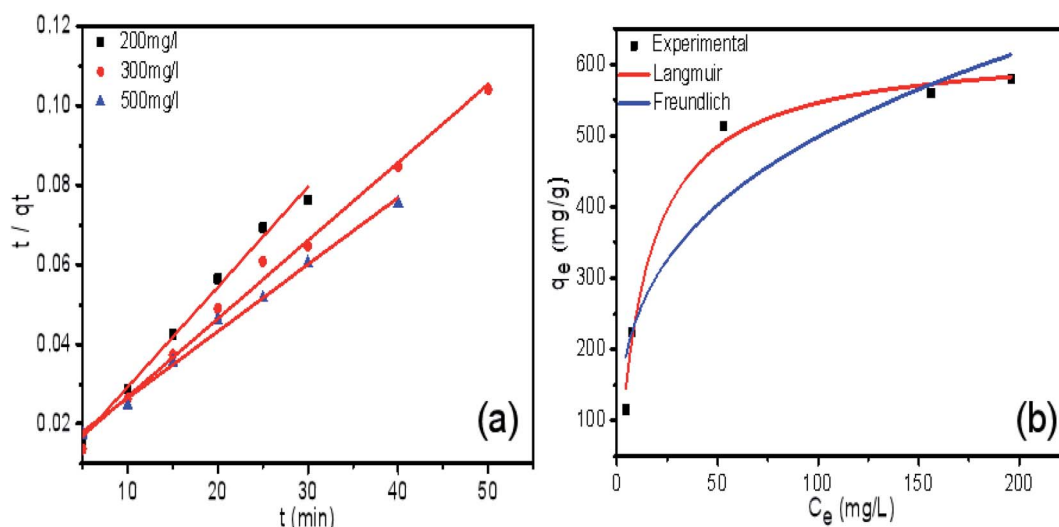 t / qt
0.12
0.10
0.08
0.06
0.04
0.02
200mg/l
300mg/l
500mg/l
(a)
10 20 30 40 50
t (min)
q e (mg/g)
600
500
400
300
200
100
Experimental
Langmuir
Freundlich
(b)
0 50 100 150 200
C e (mg/L)